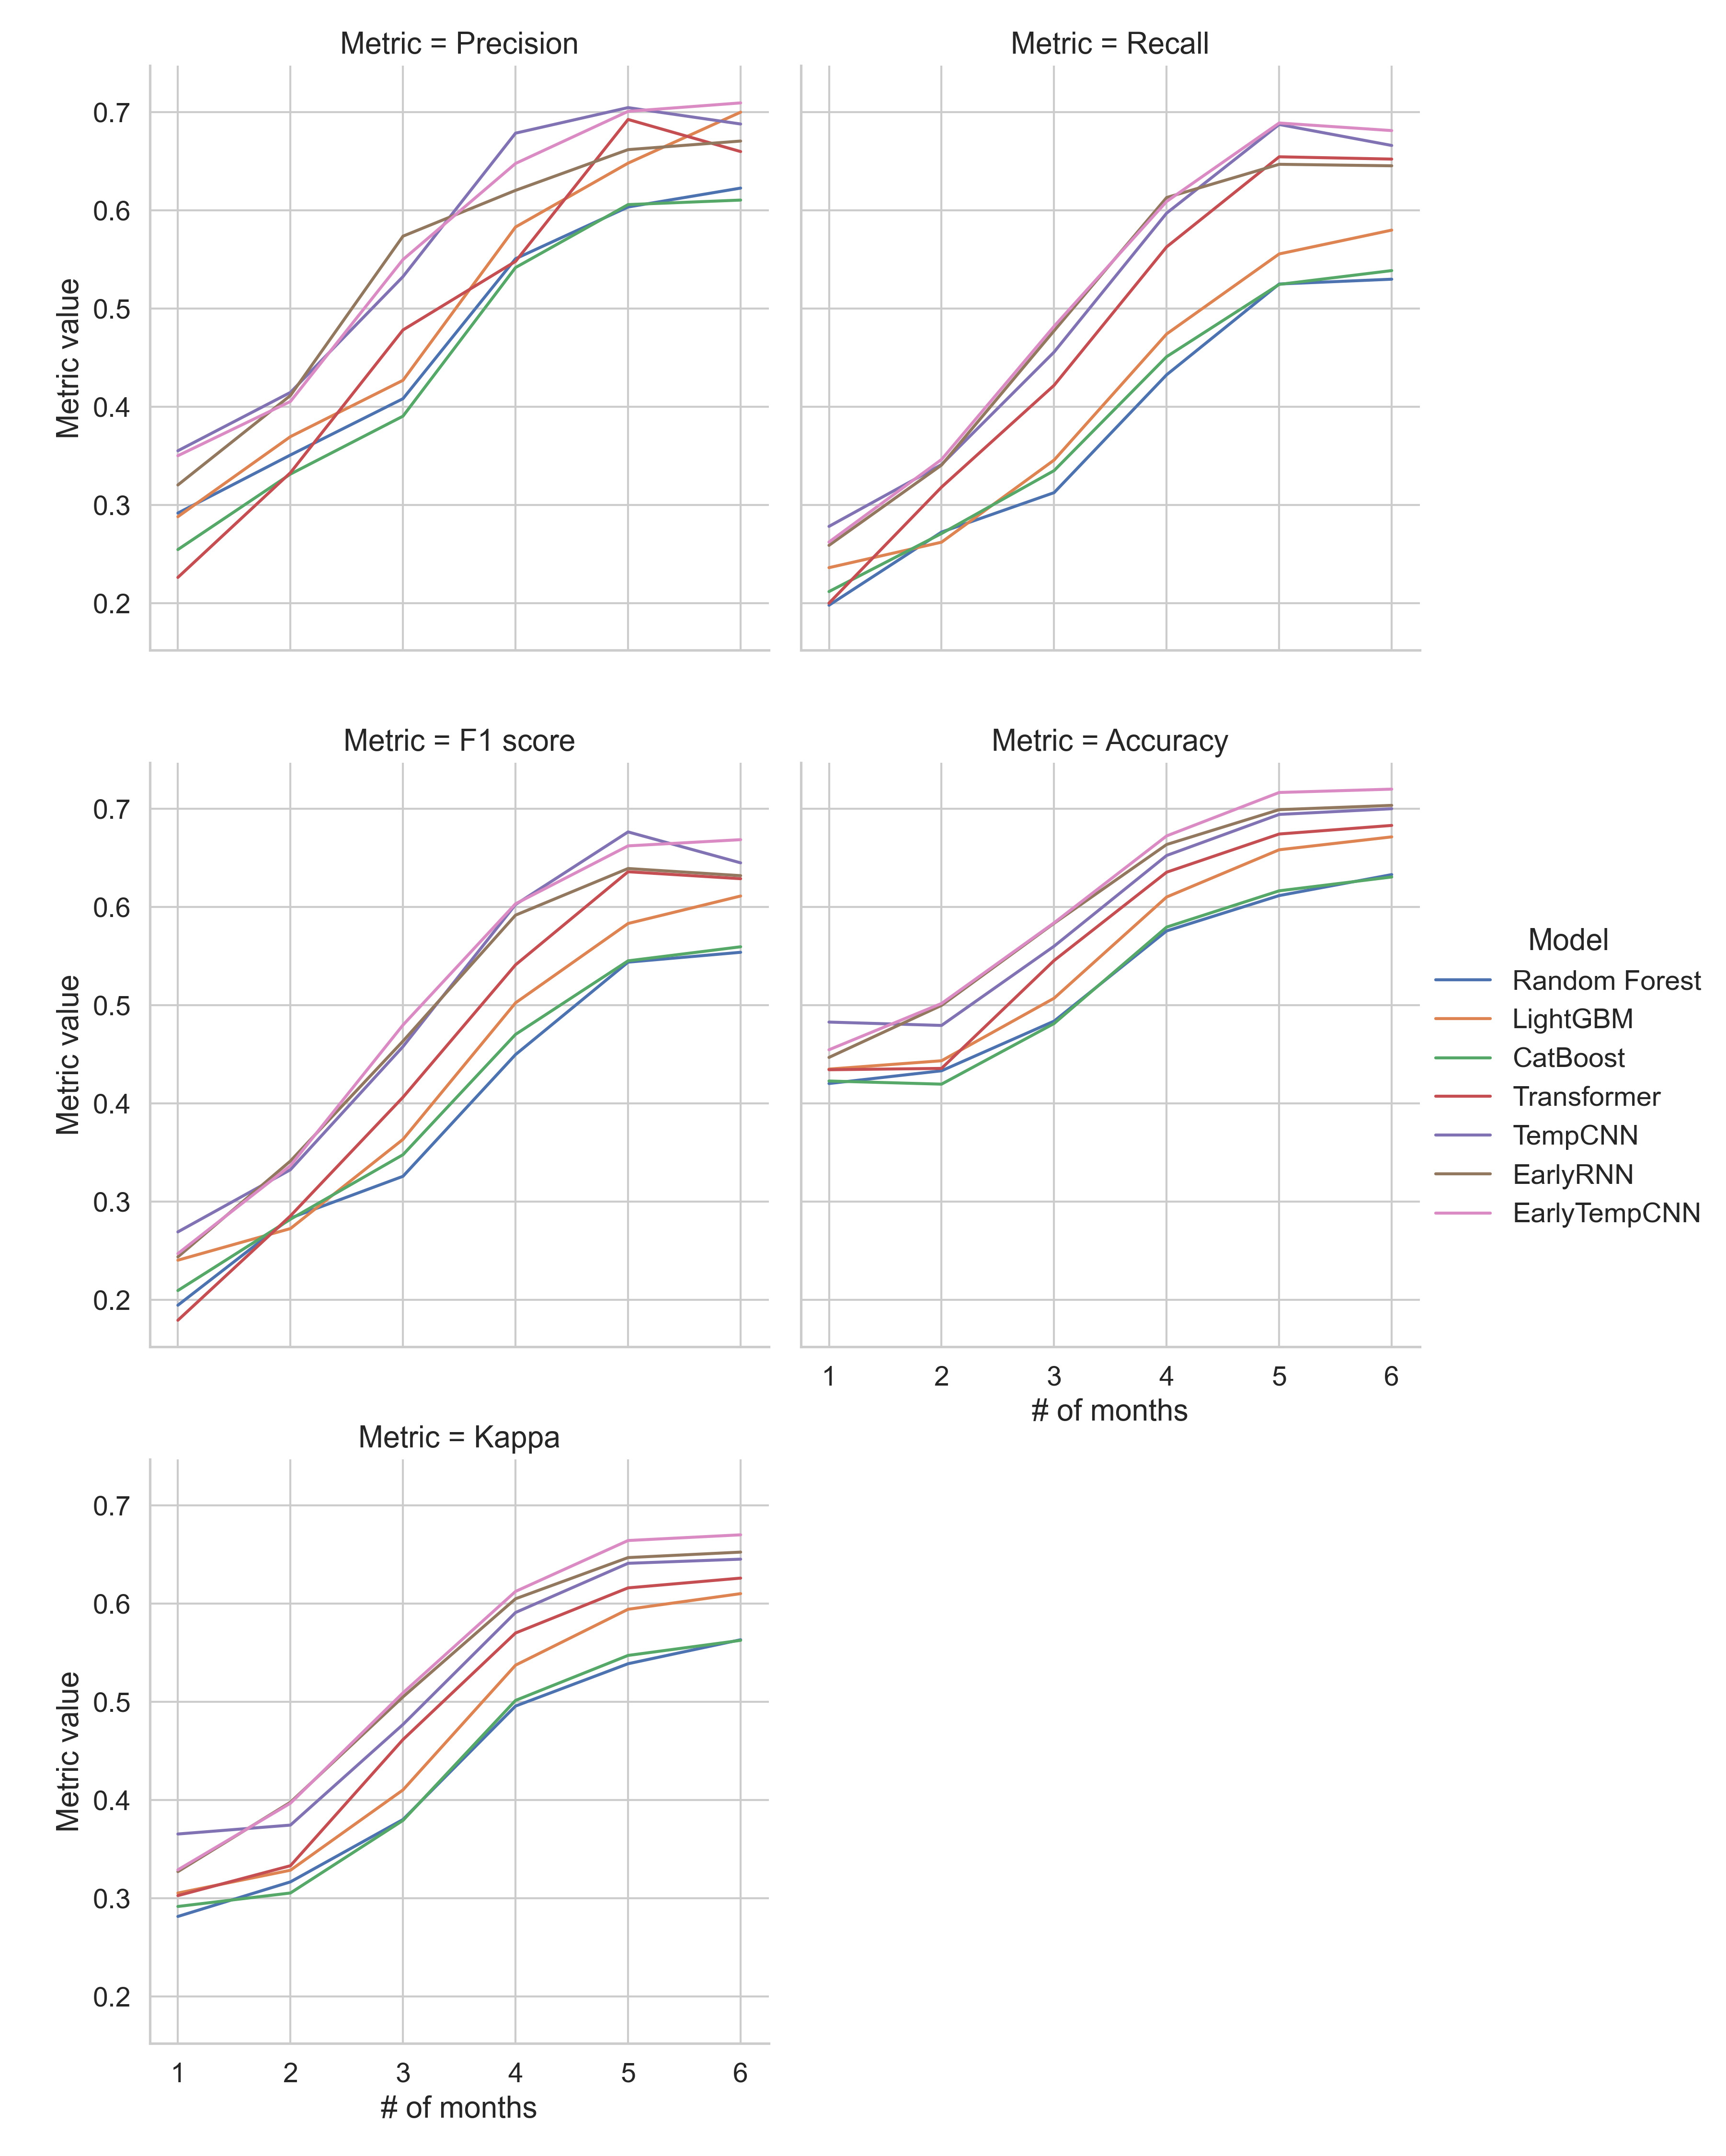 Metric = Precision
Metric = Recall
0.7
0.6
0.5
0.4
0.3
0.2
Metric value
Metric = F1 score
Metric = Accuracy
0.7
0.6
0.5
0.4
0.3
0.2
Metric value
1 2 3 4 5 6
# of months
Model
Random Forest
LightGBM
CatBoost
Transformer
TempCNN
EarlyRNN
EarlyTempCNN
Metric = Kappa
0.7
0.6
0.5
0.4
0.3
0.2
Metric value
1 2 3 4 5 6
# of months